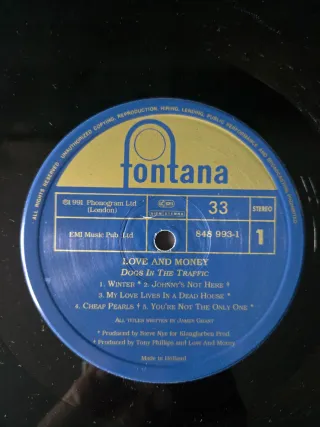 ALL RIGHTS RESERVED UNAUTHORIZED COPYING, REPRODUCTION, HIRING, LENDING, PUBLIC PERFORMANCE AND BROADCASTING PROHIBITED
fontana
℗ 1991 Phonogram Ltd
(London)
33
STEREO
EMI Music Pub. Ltd
848 993-1
1
LOVE AND MONEY
DOGS IN THE TRAFFIC
1. WINTER * 2. JOHNNY'S NOT HERE †
3. MY LOVE LIVES IN A DEAD HOUSE *
4. CHEAP PEARLS † 5. YOU'RE NOT THE ONLY ONE *
ALL TITLES WRITTEN BY JAMES GRANT
* Produced by Steve Nye for Klongforbes Prod.
† Produced by Tony Phillips and Love And Money
Made in Holland